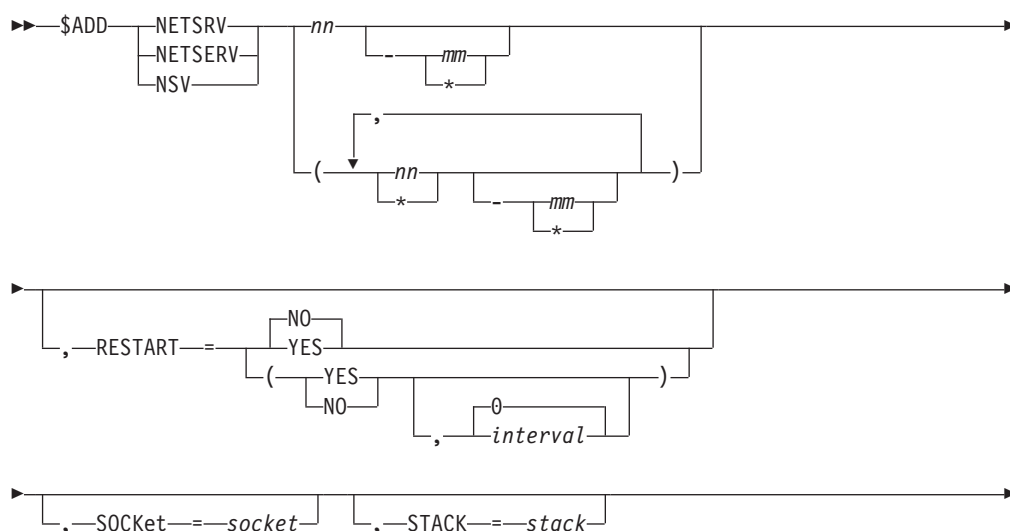 $ADD NETSRV nn
NETSERV - mm
NSV *
,
( nn )
* - mm
*
NO
, RESTART = YES
( YES )
NO 0
, interval
, SOCKet = socket , STACK = stack